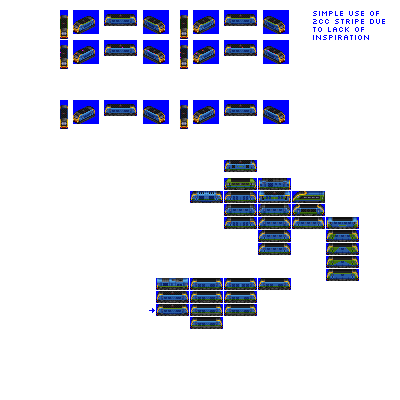 SIMPLE USE OF
2CC STRIPE DUE
TO LACK OF
INSPIRATION